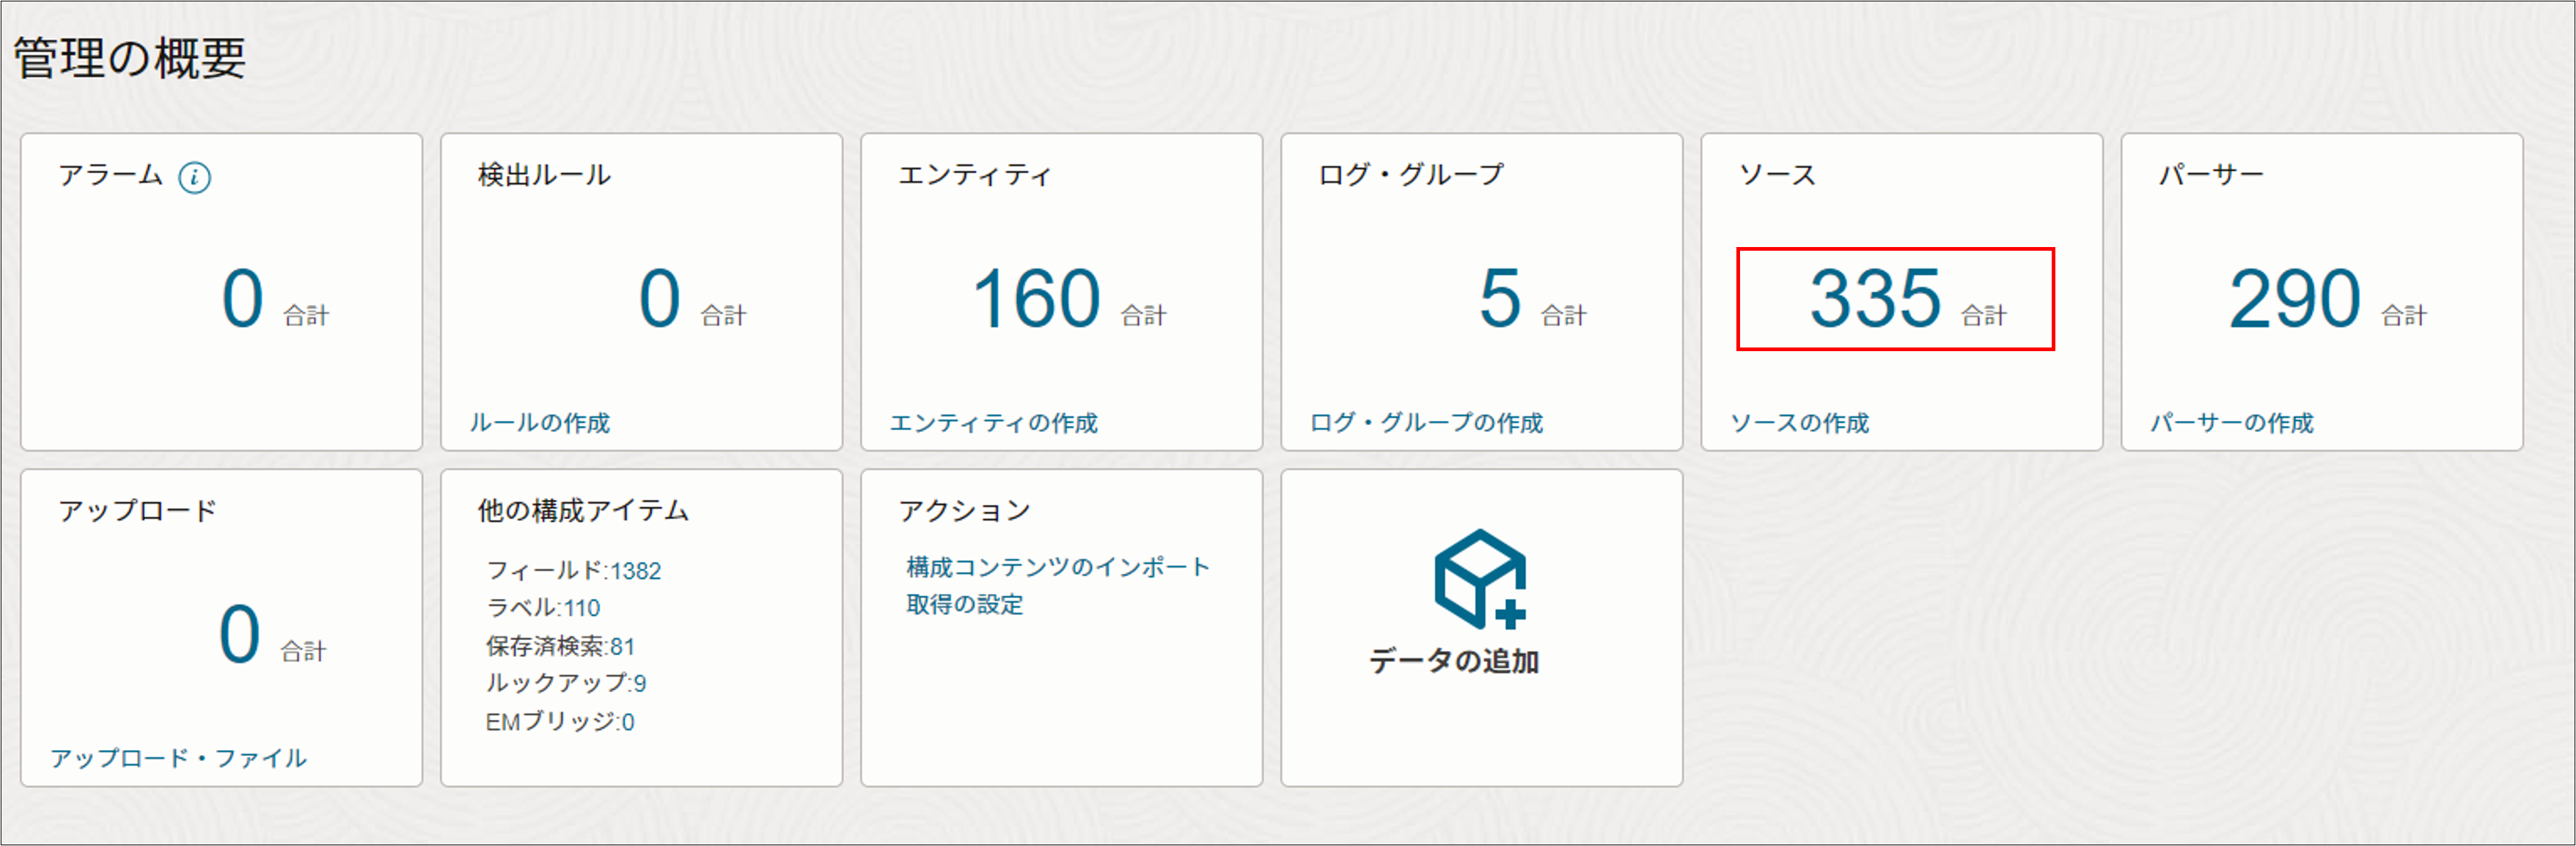 管理の概要
アラーム
0 合計
検出ルール
0 合計
ルールの作成
エンティティ
160 合計
エンティティの作成
ログ・グループ
5 合計
ログ・グループの作成
ソース
335 合計
ソースの作成
パーサー
290 合計
パーサーの作成
アップロード
0 合計
アップロード・ファイル
他の構成アイテム
フィールド:1382
ラベル:110
保存済検索:81
ルックアップ:9
EMブリッジ:0
アクション
構成コンテンツのインポート
取得の設定
データの追加